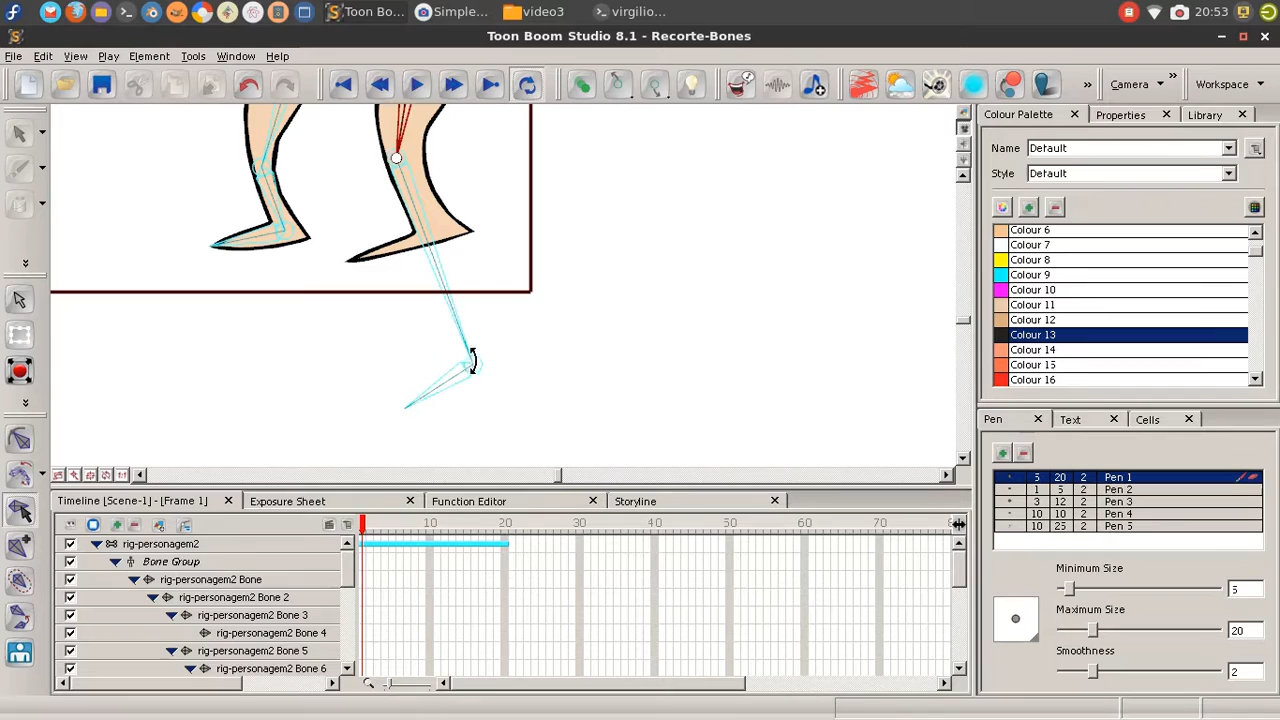 Toon Bo...
Simple...
video3
virgilio...
20:53
Toon Boom Studio 8.1 - Recorte-Bones
File Edit View Play Element Tools Window Help
Camera
Workspace
Colour Palette
Properties
Library
Name Default
Style Default
Colour 6
Colour 7
Colour 8
Colour 9
Colour 10
Colour 11
Colour 12
Colour 13
Colour 14
Colour 15
Colour 16
Pen
Text
Cells
5 20 2 Pen 1
1 5 2 Pen 2
3 12 2 Pen 3
10 10 2 Pen 4
10 25 2 Pen 5
Minimum Size
5
Maximum Size
20
Smoothness
2
Timeline [Scene-1] - [Frame 1]
Exposure Sheet
Function Editor
Storyline
10 20 30 40 50 60 70 8
rig-personagem2
Bone Group
rig-personagem2 Bone
rig-personagem2 Bone 2
rig-personagem2 Bone 3
rig-personagem2 Bone 4
rig-personagem2 Bone 5
rig-personagem2 Bone 6